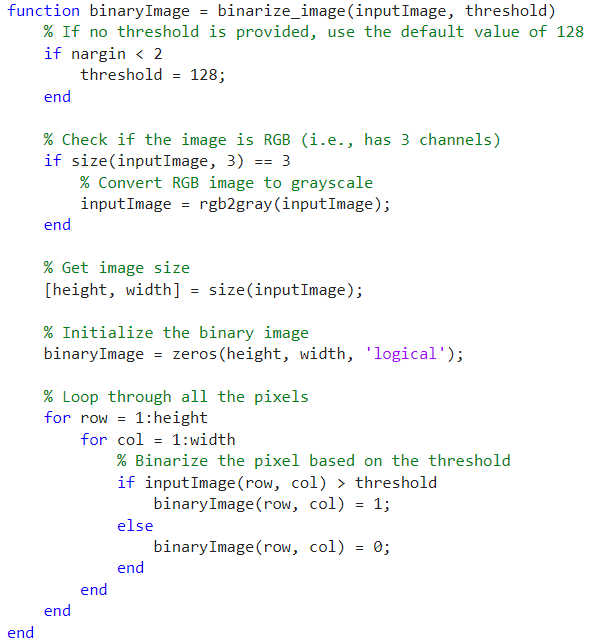 function binaryImage = binarize_image(inputImage, threshold)
    % If no threshold is provided, use the default value of 128
    if nargin < 2
        threshold = 128;
    end

    % Check if the image is RGB (i.e., has 3 channels)
    if size(inputImage, 3) == 3
        % Convert RGB image to grayscale
        inputImage = rgb2gray(inputImage);
    end

    % Get image size
    [height, width] = size(inputImage);

    % Initialize the binary image
    binaryImage = zeros(height, width, 'logical');

    % Loop through all the pixels
    for row = 1:height
        for col = 1:width
            % Binarize the pixel based on the threshold
            if inputImage(row, col) > threshold
                binaryImage(row, col) = 1;
            else
                binaryImage(row, col) = 0;
            end
        end
    end
end